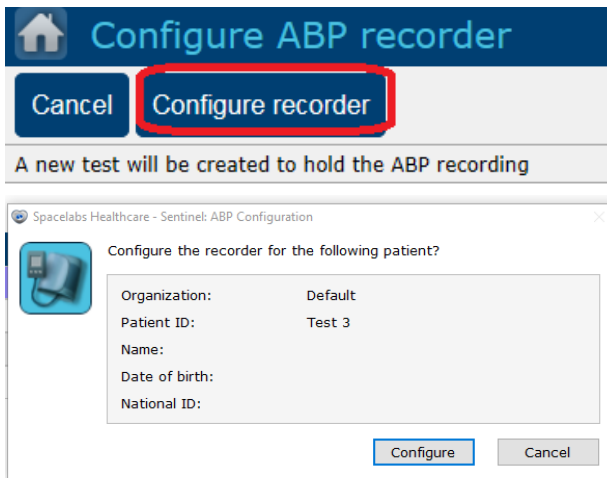 Configure ABP recorder
Cancel Configure recorder
A new test will be created to hold the ABP recording
Spacelabs Healthcare - Sentinel: ABP Configuration
Configure the recorder for the following patient?
Organization: Default
Patient ID: Test 3
Name:
Date of birth:
National ID:
Configure Cancel